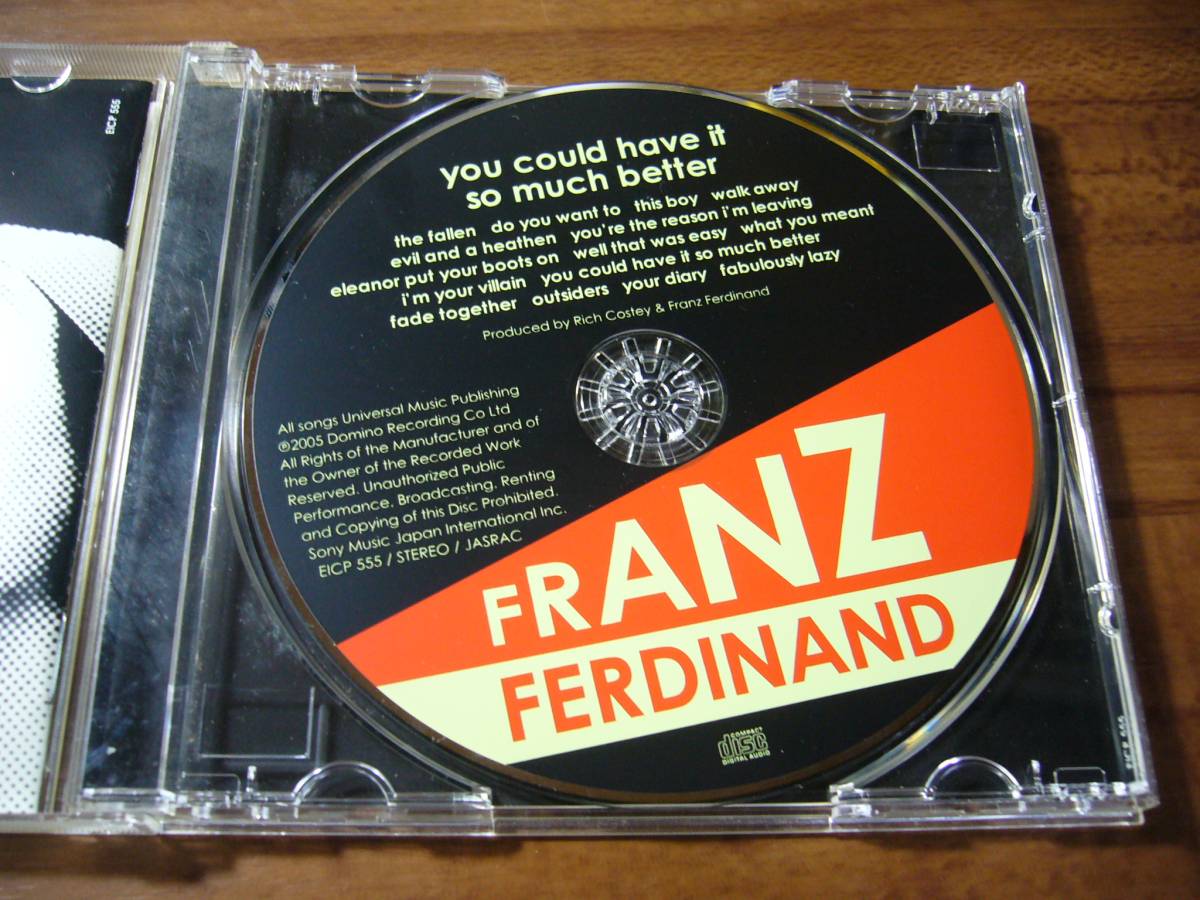 EICP 555
you could have it
so much better
the fallen do you want to this boy walk away
evil and a heathen you're the reason i'm leaving
eleanor put your boots on well that was easy what you meant
i'm your villain you could have it so much better
fade together outsiders your diary fabulously lazy
Produced by Rich Costey & Franz Ferdinand
All songs Universal Music Publishing
℗2005 Domino Recording Co Ltd
All Rights of the Manufacturer and of
the Owner of the Recorded Work
Reserved. Unauthorized Public
Performance. Broadcasting. Renting
and Copying of this Disc Prohibited.
Sony Music Japan International Inc.
EICP 555 / STEREO / JASRAC
FRANZ
FERDINAND
COMPACT
disc
DIGITAL AUDIO
EICP 555